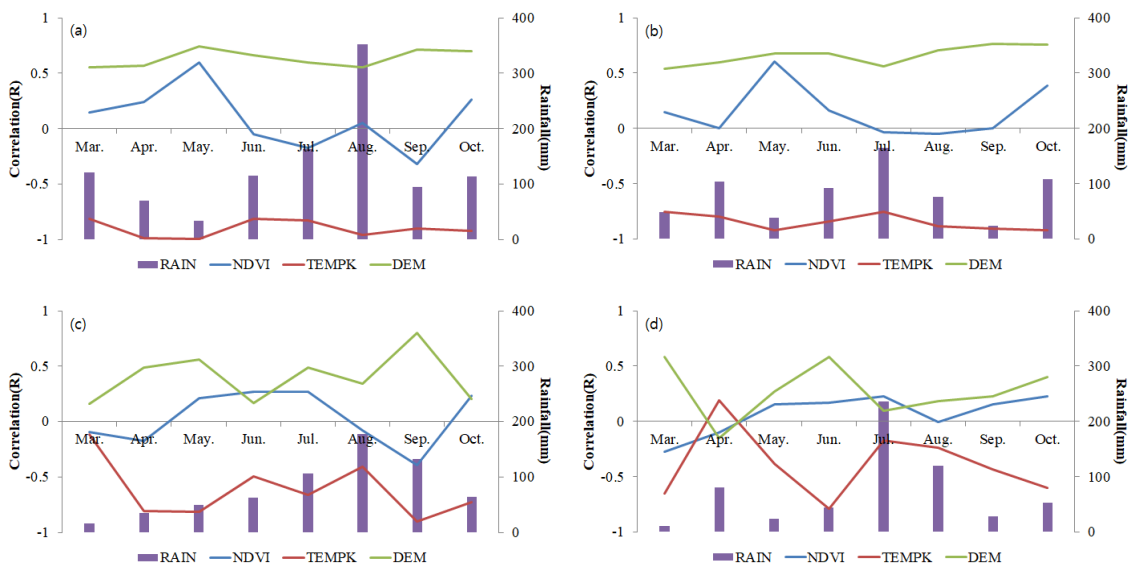 (a)
Correlation(R)
1
0.5
0
-0.5
-1
Mar. Apr. May. Jun. Jul. Aug. Sep. Oct.
400
300
200
100
0
Rainfall(mm)
RAIN NDVI TEMPK DEM
(b)
Correlation(R)
1
0.5
0
-0.5
-1
Mar. Apr. May. Jun. Jul. Aug. Sep. Oct.
400
300
200
100
0
Rainfall(mm)
RAIN NDVI TEMPK DEM
(c)
Correlation(R)
1
0.5
0
-0.5
-1
Mar. Apr. May. Jun. Jul. Aug. Sep. Oct.
400
300
200
100
0
Rainfall(mm)
RAIN NDVI TEMPK DEM
(d)
Correlation(R)
1
0.5
0
-0.5
-1
Mar. Apr. May. Jun. Jul. Aug. Sep. Oct.
400
300
200
100
0
Rainfall(mm)
RAIN NDVI TEMPK DEM